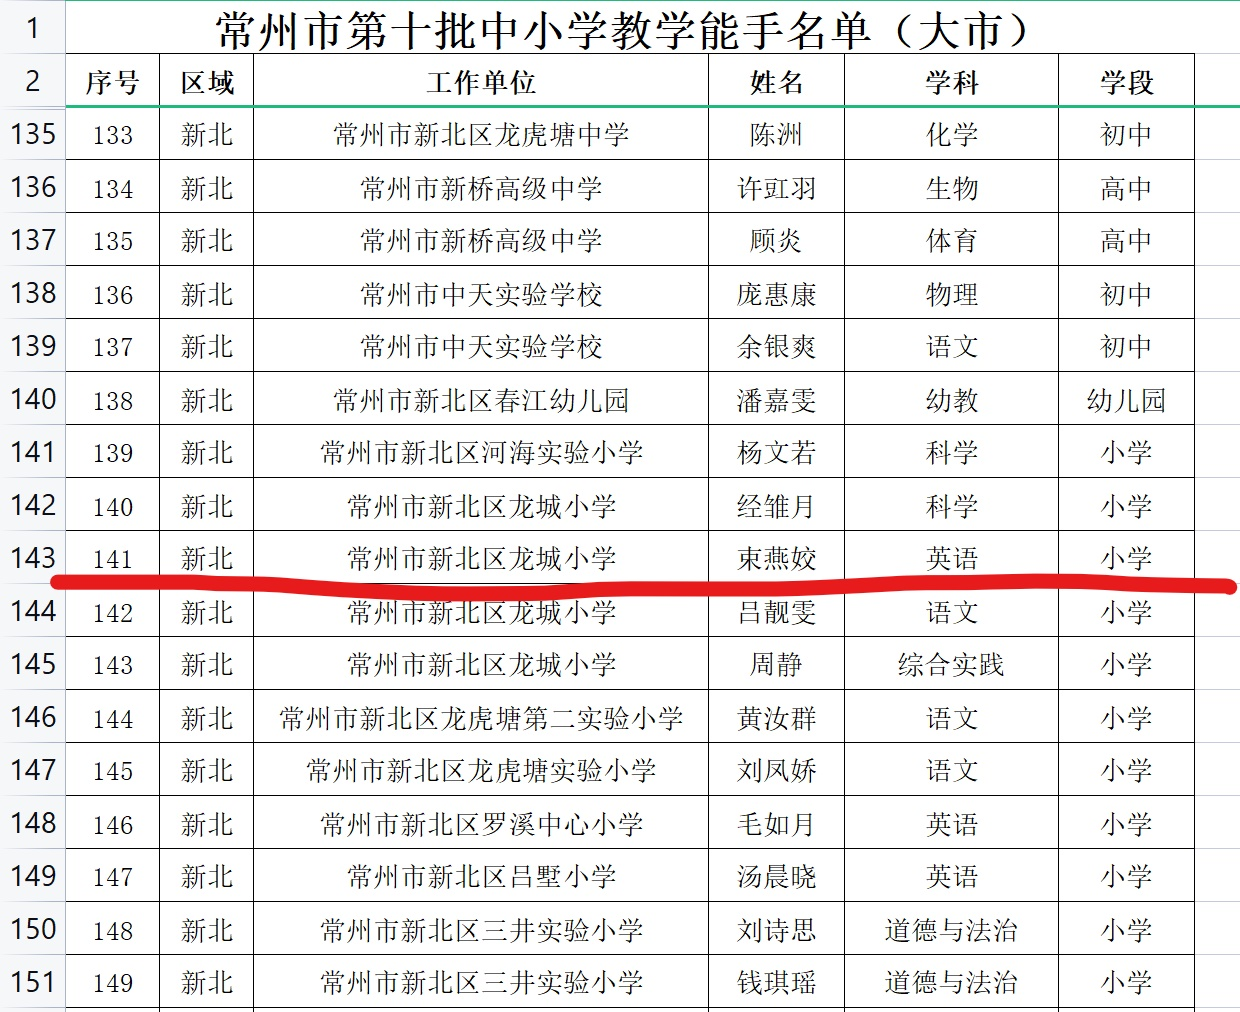 1 常州市第十批中小学教学能手名单（大市）
2 序号 区域 工作单位 姓名 学科 学段
135 133 新北 常州市新北区龙虎塘中学 陈洲 化学 初中
136 134 新北 常州市新桥高级中学 许豇羽 生物 高中
137 135 新北 常州市新桥高级中学 顾炎 体育 高中
138 136 新北 常州市中天实验学校 庞惠康 物理 初中
139 137 新北 常州市中天实验学校 余银爽 语文 初中
140 138 新北 常州市新北区春江幼儿园 潘嘉雯 幼教 幼儿园
141 139 新北 常州市新北区河海实验小学 杨文若 科学 小学
142 140 新北 常州市新北区龙城小学 经雏月 科学 小学
143 141 新北 常州市新北区龙城小学 束燕姣 英语 小学
144 142 新北 常州市新北区龙城小学 吕靓雯 语文 小学
145 143 新北 常州市新北区龙城小学 周静 综合实践 小学
146 144 新北 常州市新北区龙虎塘第二实验小学 黄汝群 语文 小学
147 145 新北 常州市新北区龙虎塘实验小学 刘凤娇 语文 小学
148 146 新北 常州市新北区罗溪中心小学 毛如月 英语 小学
149 147 新北 常州市新北区吕墅小学 汤晨晓 英语 小学
150 148 新北 常州市新北区三井实验小学 刘诗思 道德与法治 小学
151 149 新北 常州市新北区三井实验小学 钱琪瑶 道德与法治 小学